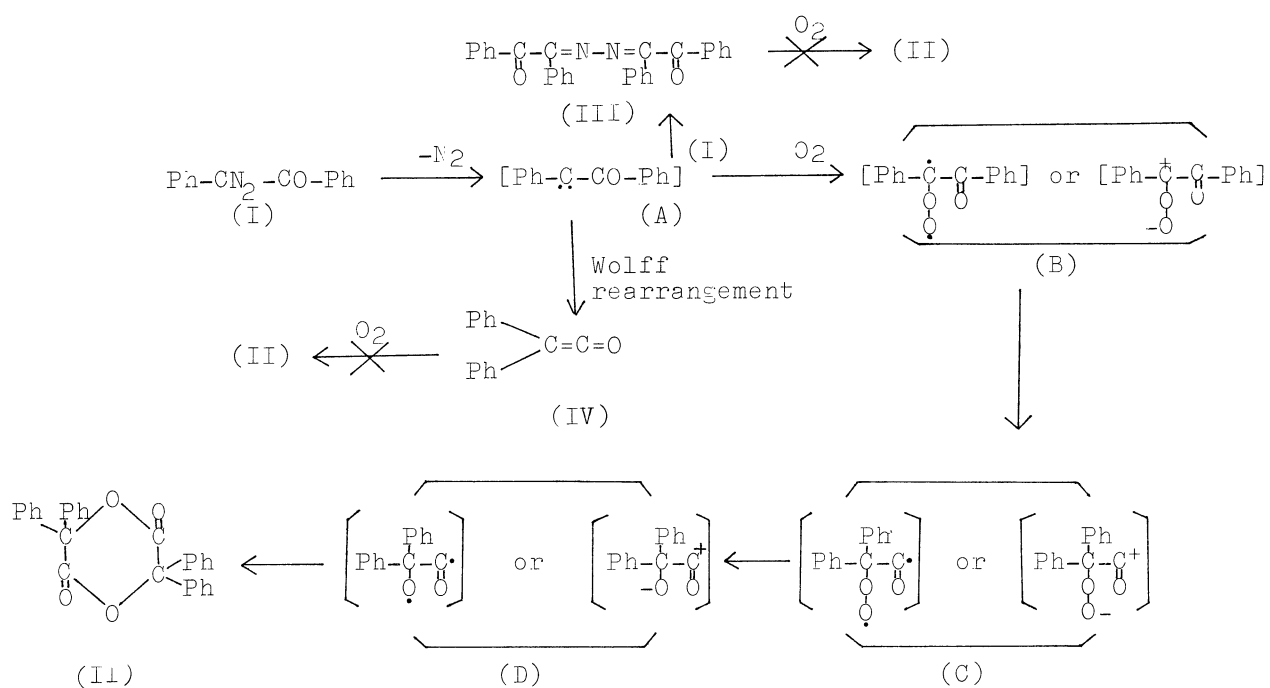 O2
Ph-C-C=N-N=C-C-Ph (II)
O Ph Ph O
(III)
-N2 (I) O2
Ph-CN2-CO-Ph [Ph-C-CO-Ph] [Ph-C-C-Ph] or [Ph-C+-C-Ph]
(I) (A) O O O O
O -O
(B)
Wolff
rearrangement
Ph
O2 C=C=O
(II)
Ph
(IV)
Ph Ph O O Ph Ph Ph Ph
C C Ph-C-C or Ph-C-C+ Ph-C-C or Ph-C-C+
C C Ph O O -O O O O O O
O O Ph O O-
(II) (D) (C)